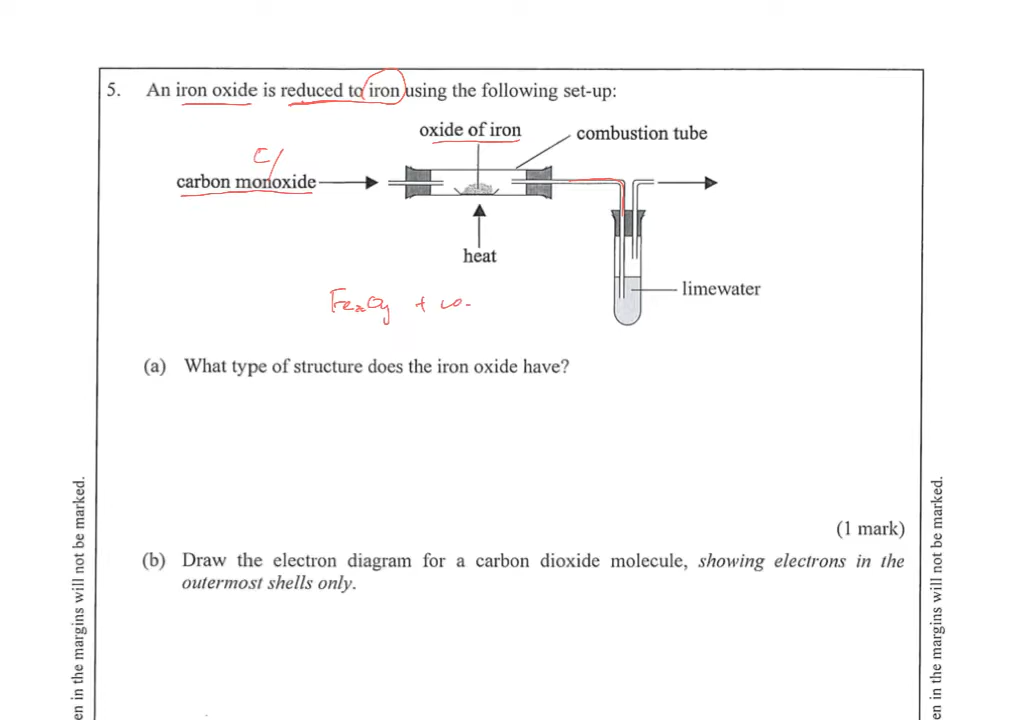 5. An iron oxide is reduced to iron using the following set-up:
oxide of iron
combustion tube
carbon monoxide
heat
limewater
FexOy + co.
(a) What type of structure does the iron oxide have?
(1 mark)
(b) Draw the electron diagram for a carbon dioxide molecule, showing electrons in the
outermost shells only.
en in the margins will not be marked.
en in the margins will not be marked.